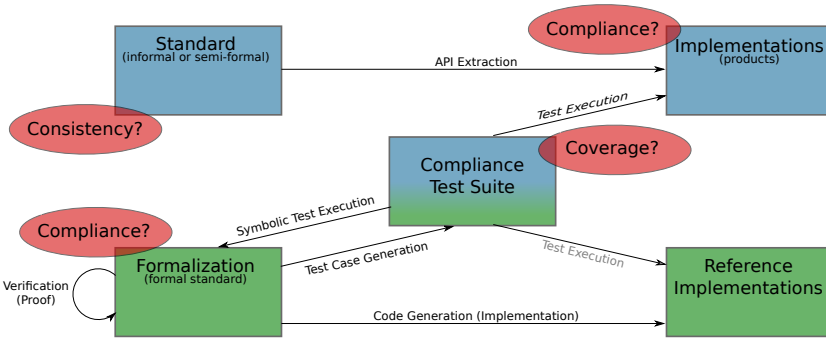 Standard
(informal or semi-formal)
Compliance?
Implementations
(products)
API Extraction
Test Execution
Consistency?
Coverage?
Compliance
Test Suite
Symbolic Test Execution
Compliance?
Test Case Generation
Test Execution
Formalization
(formal standard)
Reference
Implementations
Verification
(Proof)
Code Generation (Implementation)